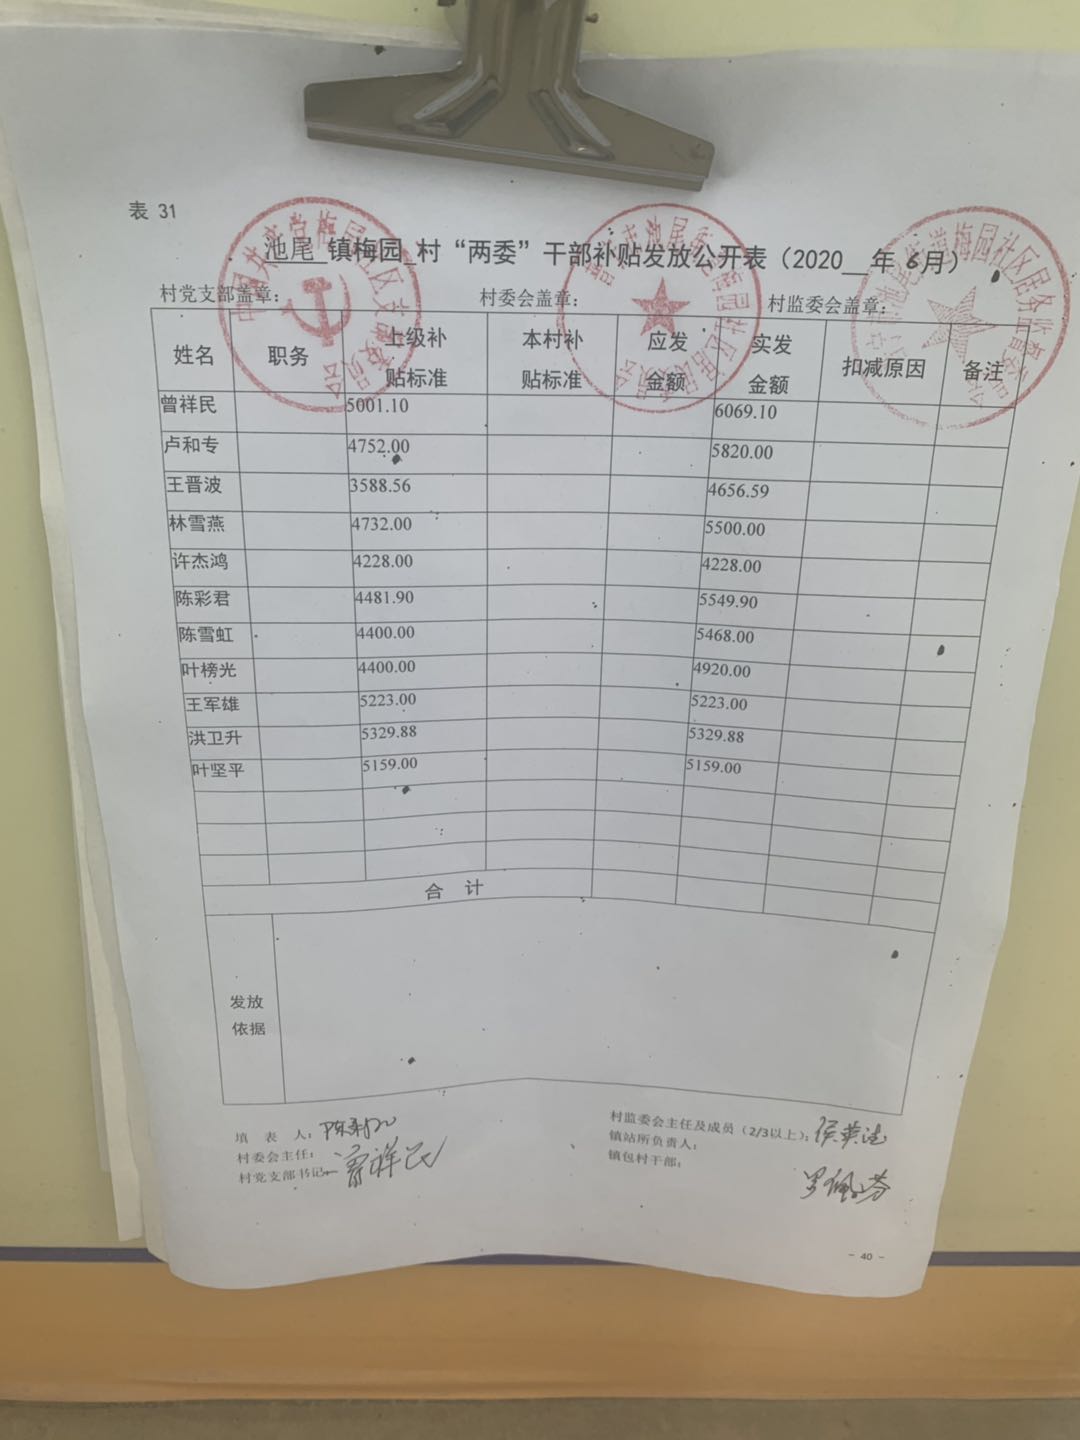 表 31
池尾 镇梅园 村“两委”干部补贴发放公开表（2020 __年 6月）
村党支部盖章： 村委会盖章： 村监委会盖章：
姓名 职务 上级补贴标准 本村补贴标准 应发金额 实发金额 扣减原因 备注
曾祥民 5001.10 6069.10
卢和专 4752.00 5820.00
王晋波 3588.56 4656.59
林雪燕 4732.00 5500.00
许杰鸿 4228.00 4228.00
陈彩君 4481.90 5549.90
陈雪虹 4400.00 5468.00
叶榜光 4400.00 4920.00
王军雄 5223.00 5223.00
洪卫升 5329.88 5329.88
叶坚平 5159.00 5159.00
合 计
发放
依据
填 表 人：
村委会主任：
村党支部书记 曾祥民
村监委会主任及成员（2/3以上）：
镇站所负责人：
镇包村干部：
- 40 -